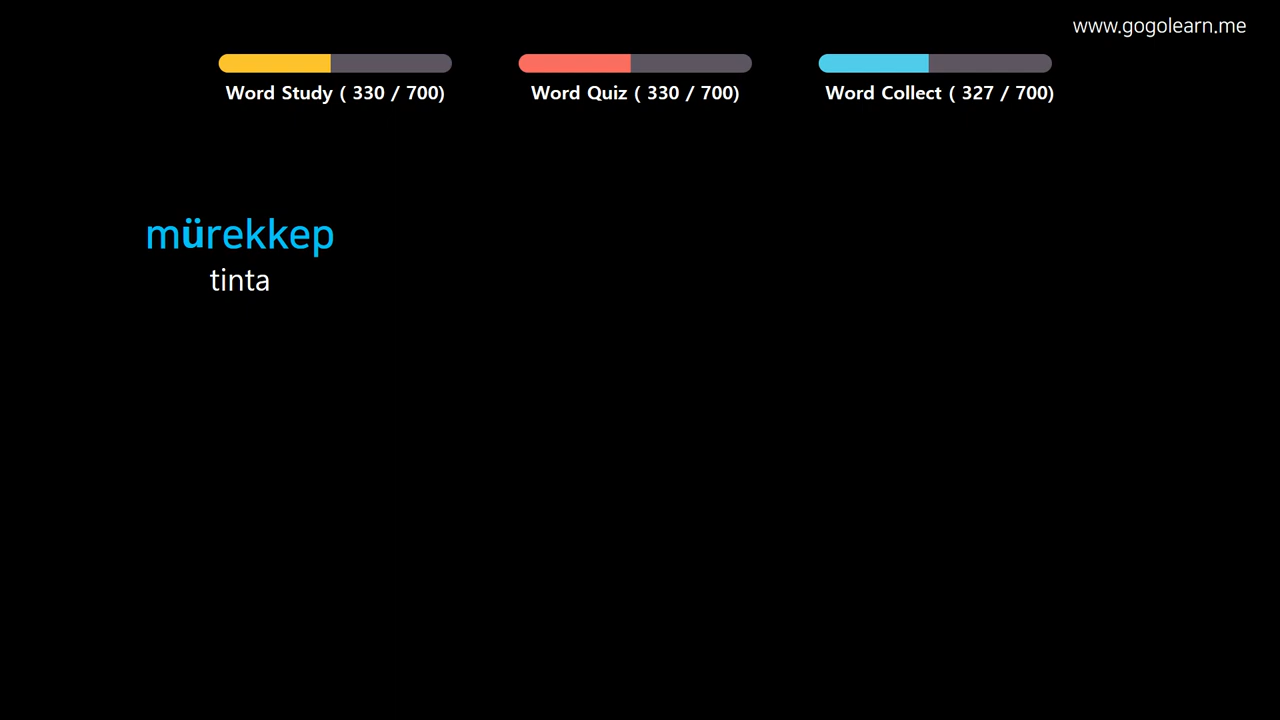 www.gogolearn.me
Word Study ( 330 / 700)
Word Quiz ( 330 / 700)
Word Collect ( 327 / 700)
mürekkep
tinta